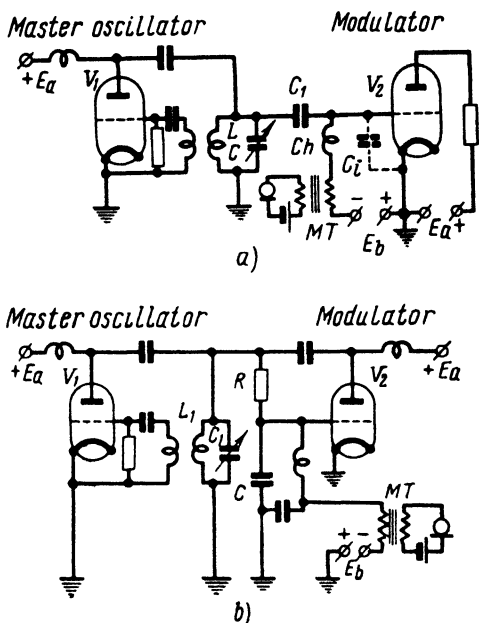 Master oscillator
Modulator
+Ea
V1
L
C
C1
Ch
Ci
V2
MT
-
+
Eb
Ea+
a)
Master oscillator
Modulator
+Ea
V1
L1
C1
R
C
V2
+Ea
MT
+ -
Eb
b)